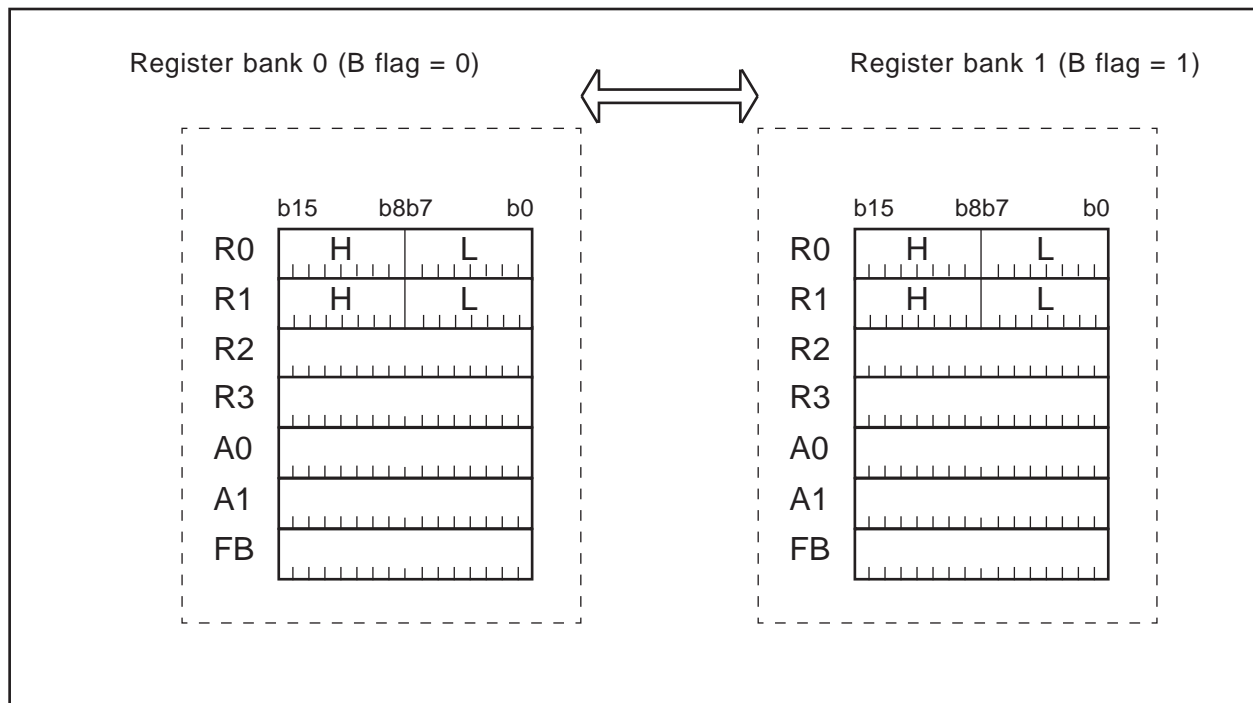 Register bank 0 (B flag = 0)
Register bank 1 (B flag = 1)
b15 b8b7 b0
R0 H L
R1 H L
R2
R3
A0
A1
FB
b15 b8b7 b0
R0 H L
R1 H L
R2
R3
A0
A1
FB